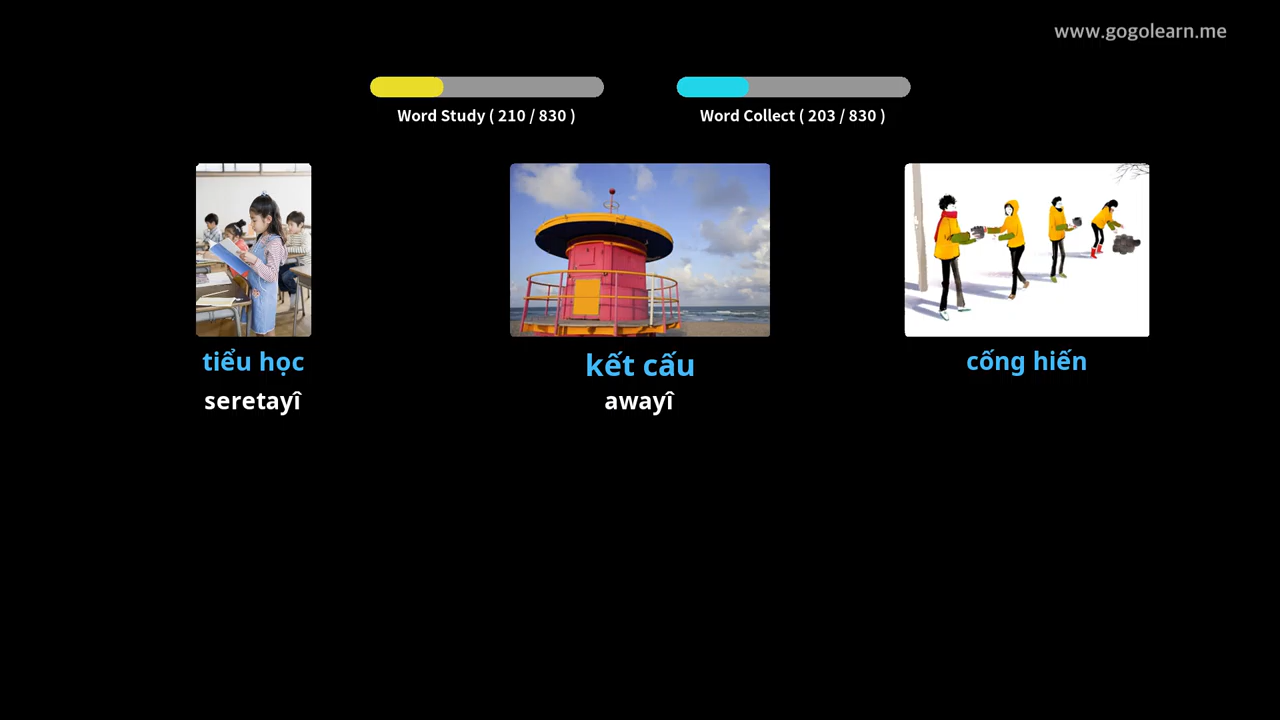 www.gogolearn.me
Word Study ( 210 / 830 )
Word Collect ( 203 / 830 )
tiểu học
seretayî
kết cấu
awayî
cống hiến